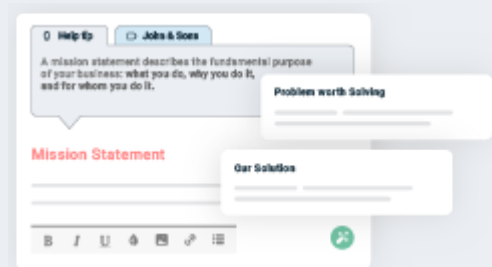 Help tip
John & Sons
A mission statement describes the fundamental purpose
of your business: what you do, why you do it,
and for whom you do it.
Problem worth Solving
Mission Statement
Our Solution
B I U